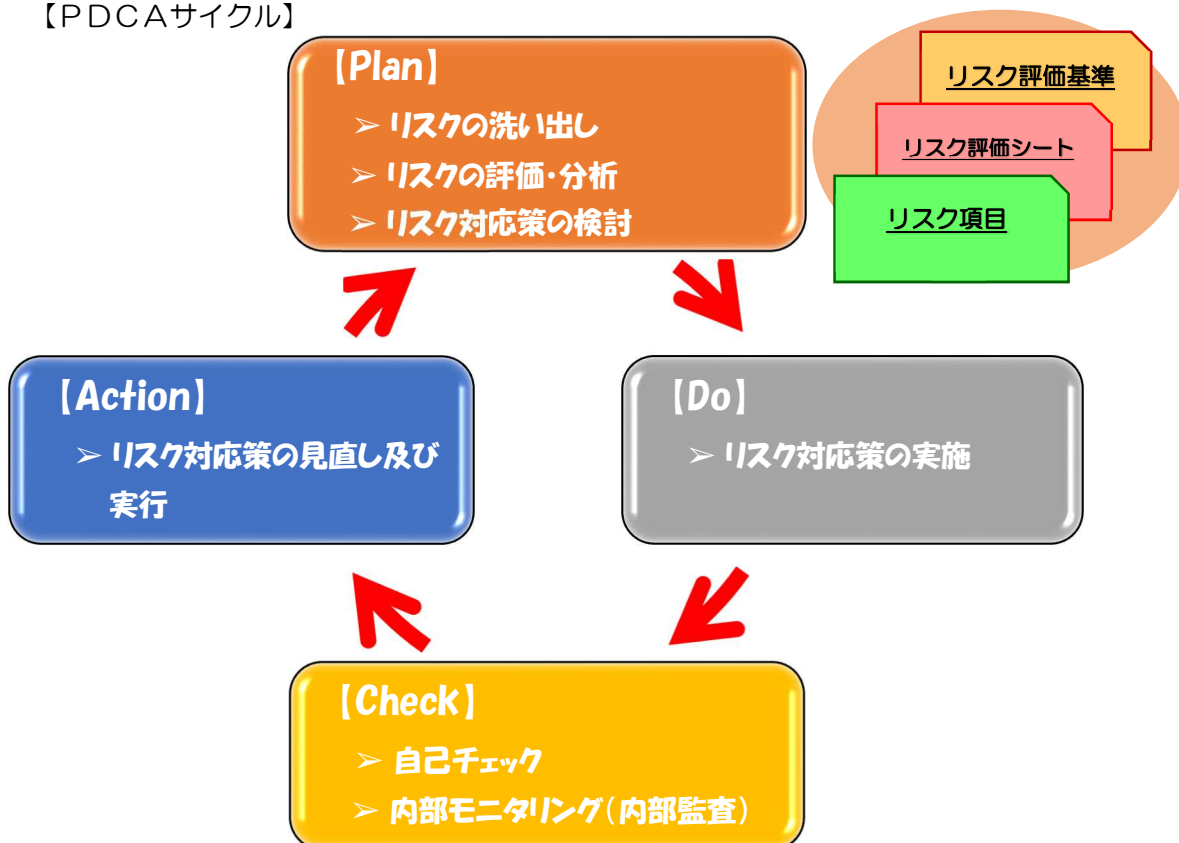 【PDCAサイクル】
【Plan】
➢ リスクの洗い出し
➢ リスクの評価・分析
➢ リスク対応策の検討
リスク評価基準
リスク評価シート
リスク項目
【Action】
➢ リスク対応策の見直し及び
実行
【Do】
➢ リスク対応策の実施
【Check】
➢ 自己チェック
➢ 内部モニタリング(内部監査)